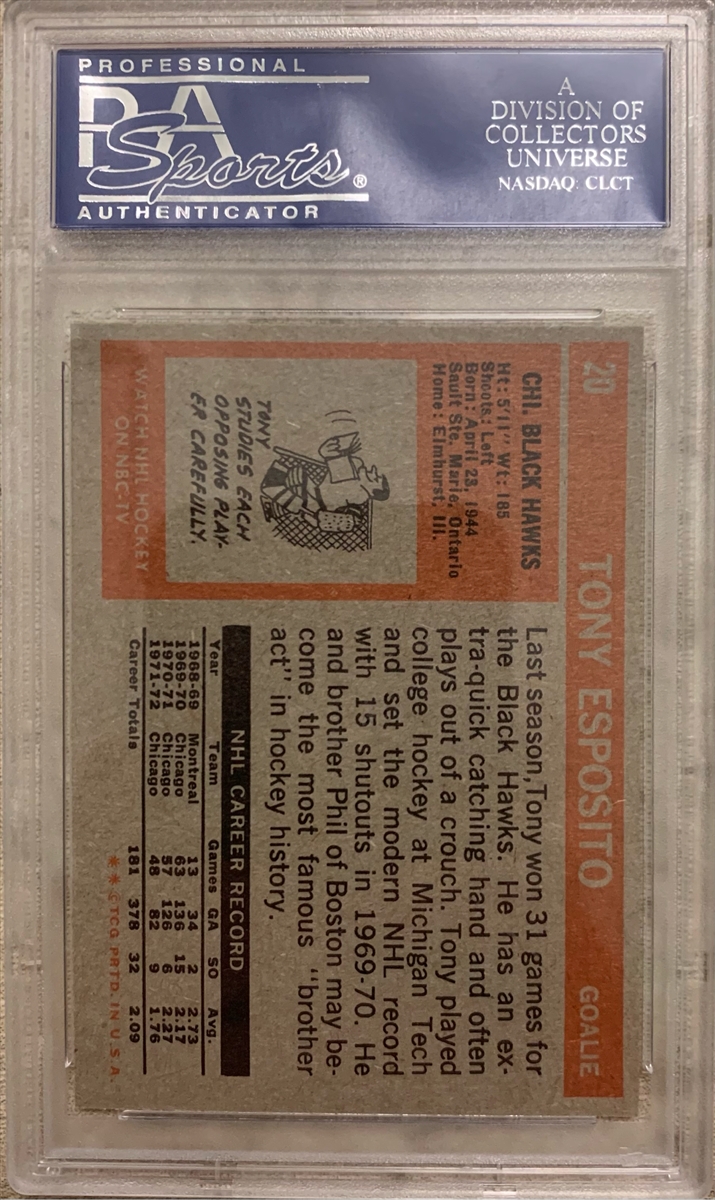 PROFESSIONAL
PSA
Sports®
AUTHENTICATOR
A
DIVISION OF
COLLECTORS
UNIVERSE
NASDAQ: CLCT
20 TONY ESPOSITO GOALIE
CHI. BLACK HAWKS
Ht: 5'11" Wt: 185
Shoots: Left
Born: April 23, 1944
Sault Ste. Marie, Ontario
Home: Elmhurst, Ill.
TONY
STUDIES EACH
OPPOSING PLAY-
ER CAREFULLY.
WATCH NHL HOCKEY
ON NBC-TV
Last season, Tony won 31 games for
the Black Hawks. He has an ex-
tra-quick catching hand and often
plays out of a crouch. Tony played
college hockey at Michigan Tech
and set the modern NHL record
with 15 shutouts in 1969-70. He
and brother Phil of Boston may be-
come the most famous "brother
act" in hockey history.
NHL CAREER RECORD
Year Team Games GA SO Avg.
1968-69 Montreal 13 34 2 2.73
1969-70 Chicago 63 136 15 2.17
1970-71 Chicago 57 126 6 2.27
1971-72 Chicago 48 82 9 1.76
Career Totals 181 378 32 2.09
** © T.C.G. PRTD. IN U.S.A.